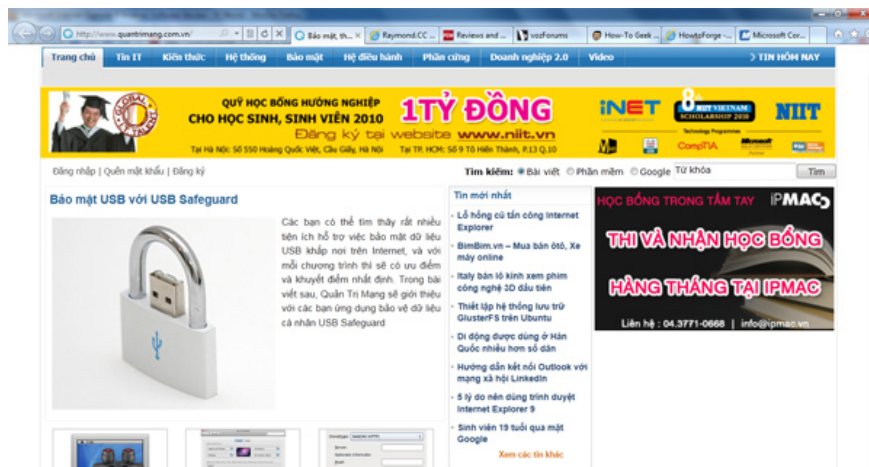 http://www.quantrimang.com.vn/
Bảo mật, th...
Raymond.CC ...
Reviews and ...
vozForums
How-To Geek ...
HowtoForge -...
Microsoft Cor...
Trang chủ Tin IT Kiến thức Hệ thống Bảo mật Hệ điều hành Phần cứng Doanh nghiệp 2.0 Video TIN HÔM NAY
GLOBAL I.T TALENT
QUỸ HỌC BỔNG HƯỚNG NGHIỆP
CHO HỌC SINH, SINH VIÊN 2010
1TỶ ĐỒNG
Đăng ký tại website www.niit.vn
Tại Hà Nội: Số 550 Hoàng Quốc Việt, Cầu Giấy, Hà Nội Tại TP. HCM: Số 9 Tô Hiến Thành, P.13 Q.10
iNET
8
NIIT VIETNAM
SCHOLARSHIP 2010
NIIT
Technology Programmes
CompTIA
Microsoft
Đăng nhập | Quên mật khẩu | Đăng ký
Tìm kiếm: Bài viết Phần mềm Google Từ khóa Tìm
Bảo mật USB với USB Safeguard
Các bạn có thể tìm thấy rất nhiều
tiện ích hỗ trợ việc bảo mật dữ liệu
USB khắp nơi trên Internet, và với
mỗi chương trình thì sẽ có ưu điểm
và khuyết điểm nhất định. Trong bài
viết sau, Quản Trị Mạng sẽ giới thiệu
với các bạn ứng dụng bảo vệ dữ liệu
cá nhân USB Safeguard
Tin mới nhất
Lỗ hổng cũ tấn công Internet
Explorer
BimBim.vn – Mua bán ôtô, Xe
máy online
Italy bán lô kính xem phim
công nghệ 3D đầu tiên
Thiết lập hệ thống lưu trữ
GlusterFS trên Ubuntu
Di động được dùng ở Hàn
Quốc nhiều hơn số dân
Hướng dẫn kết nối Outlook với
mạng xã hội LinkedIn
5 lý do nên dùng trình duyệt
Internet Explorer 9
Sinh viên 19 tuổi qua mặt
Google
Xem các tin khác
HỌC BỔNG TRONG TẦM TAY
iPMAC
THI VÀ NHẬN HỌC BỔNG
HÀNG THÁNG TẠI IPMAC
Liên hệ : 04.3771-0668 | info@ipmac.vn